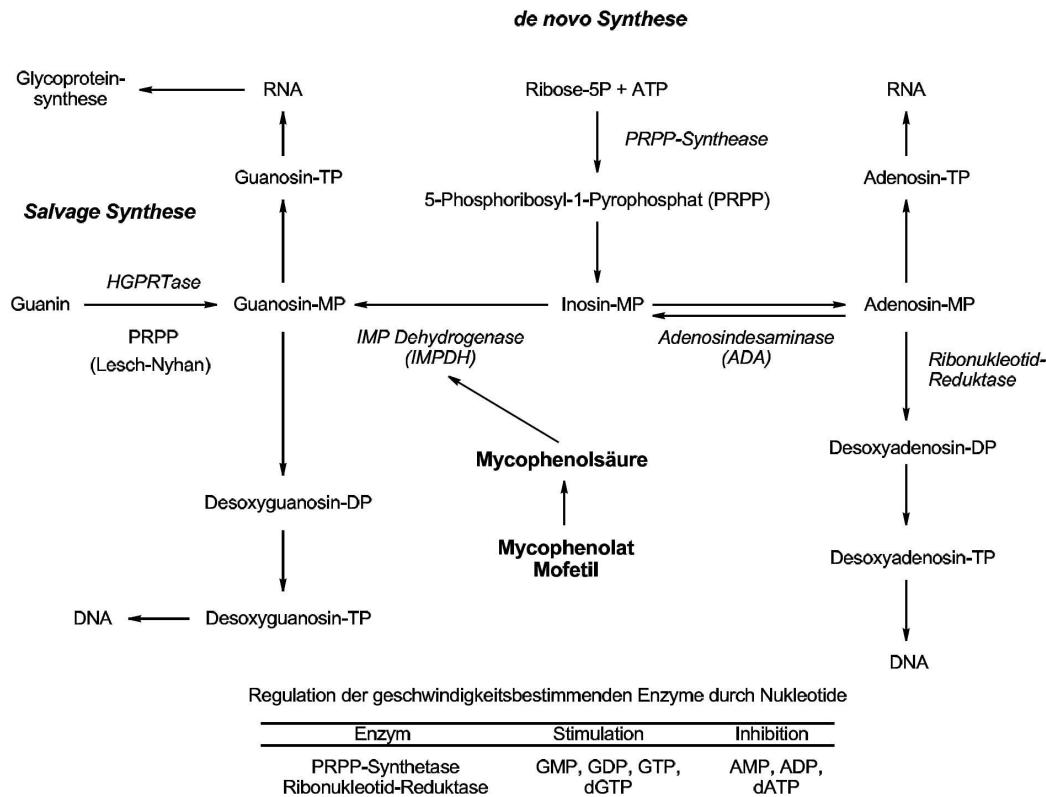 de novo Synthese
Glycoprotein-
synthese
RNA
Ribose-5P + ATP
RNA
PRPP-Synthease
Guanosin-TP
Adenosin-TP
5-Phosphoribosyl-1-Pyrophosphat (PRPP)
Salvage Synthese
HGPRTase
Guanin
Guanosin-MP
Inosin-MP
Adenosin-MP
PRPP
(Lesch-Nyhan)
IMP Dehydrogenase
(IMPDH)
Adenosindesaminase
(ADA)
Ribonukleotid-
Reduktase
Mycophenolsäure
Desoxyadenosin-DP
Desoxyguanosin-DP
Mycophenolat
Mofetil
Desoxyadenosin-TP
DNA
Desoxyguanosin-TP
DNA
Regulation der geschwindigkeitsbestimmenden Enzyme durch Nukleotide
Enzym Stimulation Inhibition
PRPP-Synthetase GMP, GDP, GTP, AMP, ADP,
Ribonukleotid-Reduktase dGTP dATP